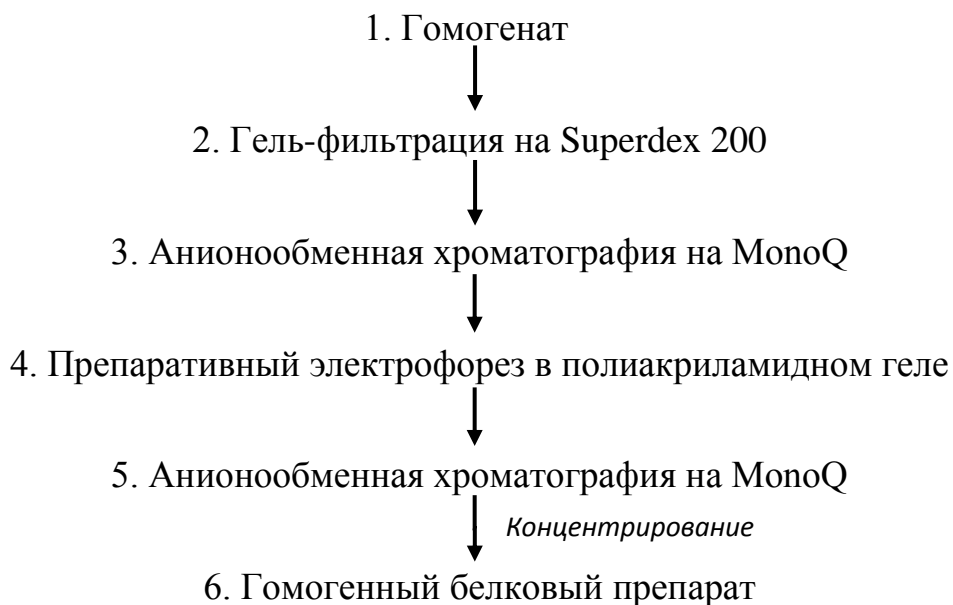 1. Гомогенат
2. Гель-фильтрация на Superdex 200
3. Анионообменная хроматография на MonoQ
4. Препаративный электрофорез в полиакриламидном геле
5. Анионообменная хроматография на MonoQ
Концентрирование
6. Гомогенный белковый препарат